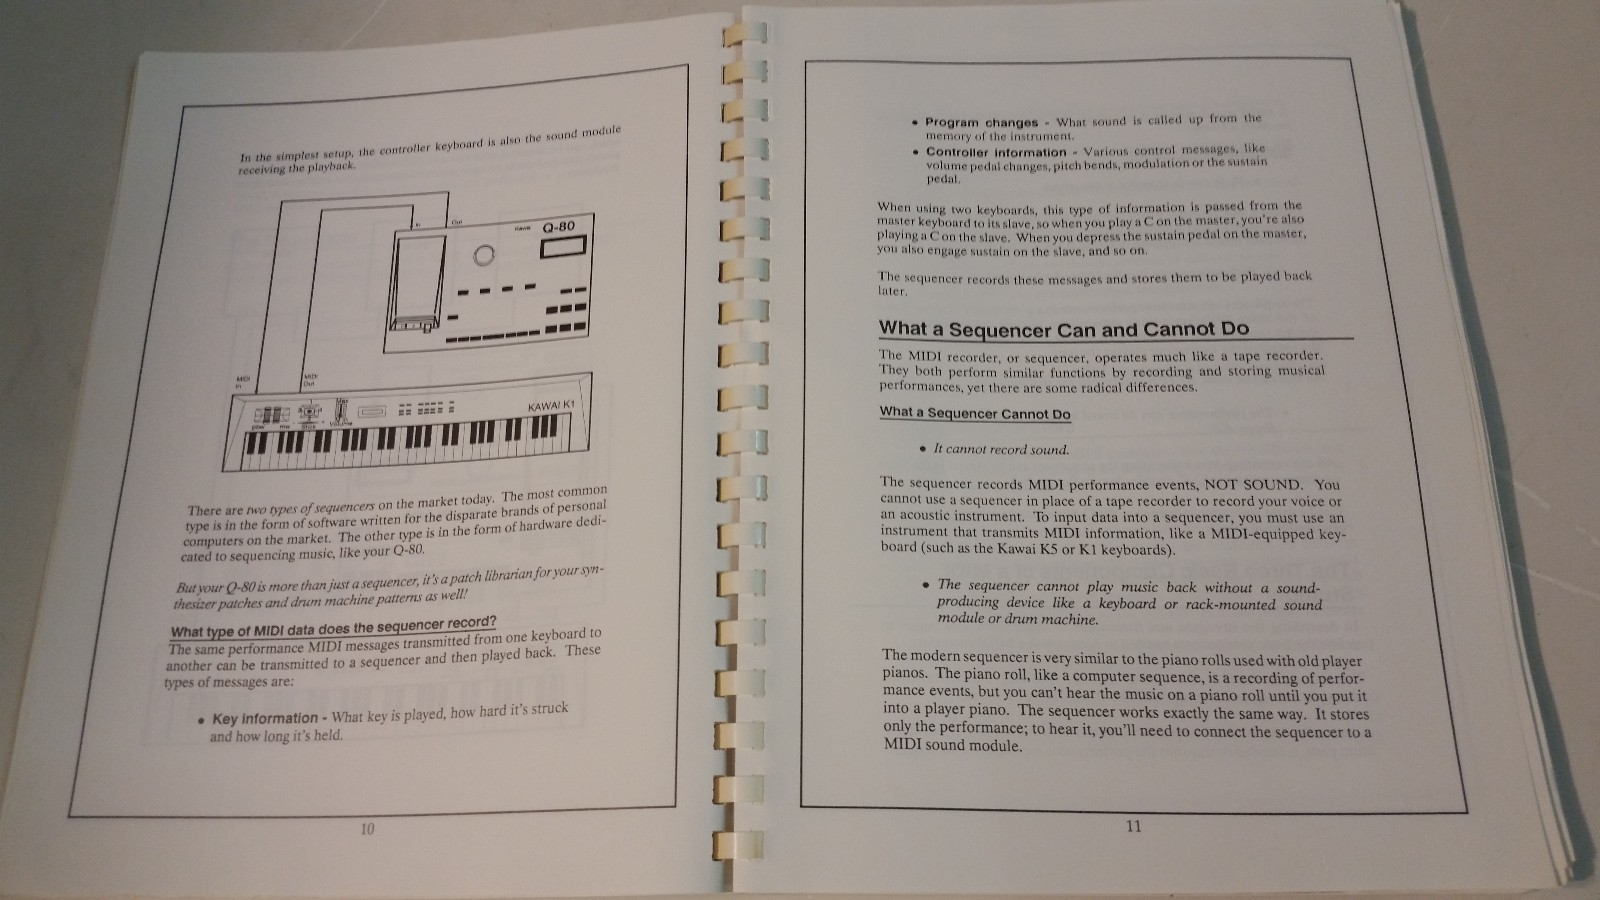 In the simplest setup, the controller keyboard is also the sound module
receiving the playback.
In
Out
Kawai
Q-80
MIDI
In
MIDI
Out
KAWAI K1
Volume
There are two types of sequencers on the market today. The most common
type is in the form of software written for the disparate brands of personal
computers on the market. The other type is in the form of hardware dedi-
cated to sequencing music, like your Q-80.
But your Q-80 is more than just a sequencer, it's a patch librarian for your syn-
thesizer patches and drum machine patterns as well!
What type of MIDI data does the sequencer record?
The same performance MIDI messages transmitted from one keyboard to
another can be transmitted to a sequencer and then played back. These
types of messages are:
• Key information - What key is played, how hard it's struck
and how long it's held.
10
• Program changes - What sound is called up from the
memory of the instrument.
• Controller information - Various control messages, like
volume pedal changes, pitch bends, modulation or the sustain
pedal.
When using two keyboards, this type of information is passed from the
master keyboard to its slave, so when you play a C on the master, you're also
playing a C on the slave. When you depress the sustain pedal on the master,
you also engage sustain on the slave, and so on.
The sequencer records these messages and stores them to be played back
later.
What a Sequencer Can and Cannot Do
The MIDI recorder, or sequencer, operates much like a tape recorder.
They both perform similar functions by recording and storing musical
performances, yet there are some radical differences.
What a Sequencer Cannot Do
• It cannot record sound.
The sequencer records MIDI performance events, NOT SOUND. You
cannot use a sequencer in place of a tape recorder to record your voice or
an acoustic instrument. To input data into a sequencer, you must use an
instrument that transmits MIDI information, like a MIDI-equipped key-
board (such as the Kawai K5 or K1 keyboards).
• The sequencer cannot play music back without a sound-
producing device like a keyboard or rack-mounted sound
module or drum machine.
The modern sequencer is very similar to the piano rolls used with old player
pianos. The piano roll, like a computer sequence, is a recording of perfor-
mance events, but you can't hear the music on a piano roll until you put it
into a player piano. The sequencer works exactly the same way. It stores
only the performance; to hear it, you'll need to connect the sequencer to a
MIDI sound module.
11